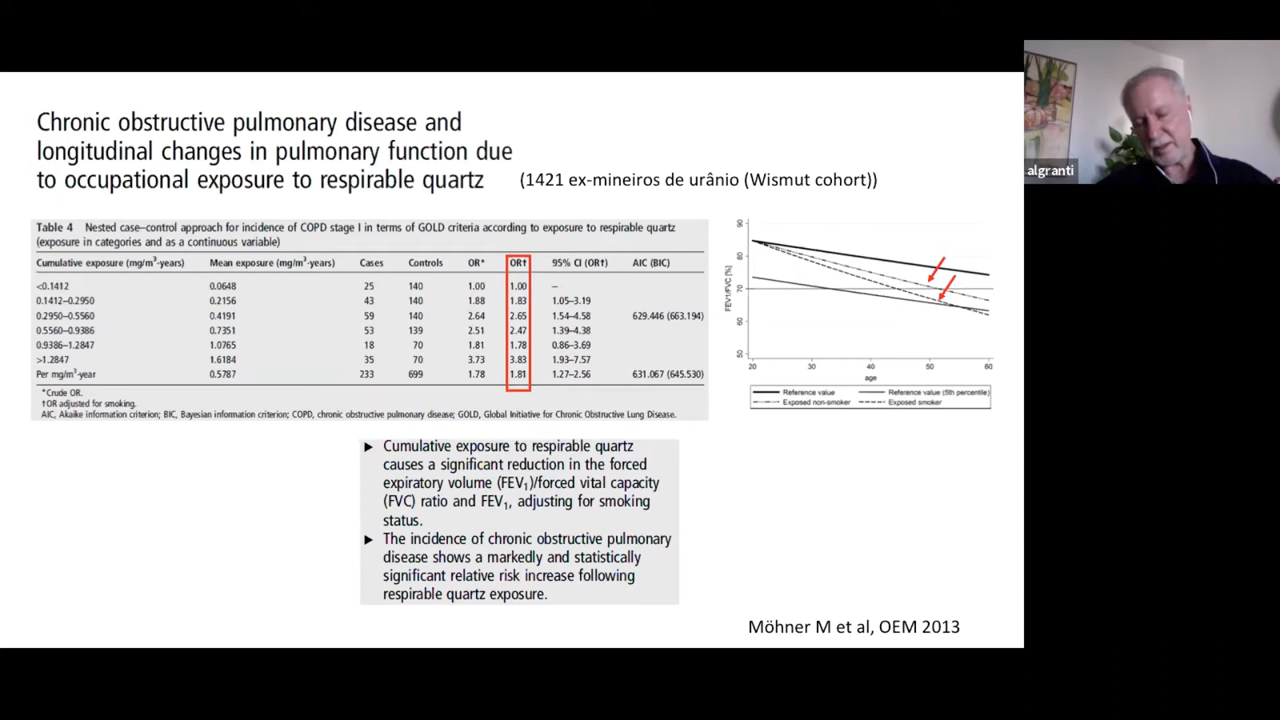 Chronic obstructive pulmonary disease and
longitudinal changes in pulmonary function due
to occupational exposure to respirable quartz (1421 ex-mineiros de urânio (Wismut cohort))
algranti
Table 4 Nested case–control approach for incidence of COPD stage I in terms of GOLD criteria according to exposure to respirable quartz
(exposure in categories and as a continuous variable)
Cumulative exposure (mg/m³-years) Mean exposure (mg/m³-years) Cases Controls OR* OR† 95% CI (OR†) AIC (BIC)
<0.1412 0.0648 25 140 1.00 1.00 –
0.1412–0.2950 0.2156 43 140 1.88 1.83 1.05–3.19
0.2950–0.5560 0.4191 59 140 2.64 2.65 1.54–4.58 629.446 (663.194)
0.5560–0.9386 0.7351 53 139 2.51 2.47 1.39–4.38
0.9386–1.2847 1.0765 18 70 1.81 1.78 0.86–3.69
>1.2847 1.6184 35 70 3.73 3.83 1.93–7.57
Per mg/m³-year 0.5787 233 699 1.78 1.81 1.27–2.56 631.067 (645.530)
*Crude OR.
†OR adjusted for smoking.
AIC, Akaike information criterion; BIC, Bayesian information criterion; COPD, chronic obstructive pulmonary disease; GOLD, Global Initiative for Chronic Obstructive Lung Disease.
FEV1/FVC [%]
90
80
70
60
50
20 30 40 50 60
age
Reference value Reference value (5th percentile)
Exposed non-smoker Exposed smoker
► Cumulative exposure to respirable quartz
causes a significant reduction in the forced
expiratory volume (FEV₁)/forced vital capacity
(FVC) ratio and FEV₁, adjusting for smoking
status.
► The incidence of chronic obstructive pulmonary
disease shows a markedly and statistically
significant relative risk increase following
respirable quartz exposure.
Möhner M et al, OEM 2013